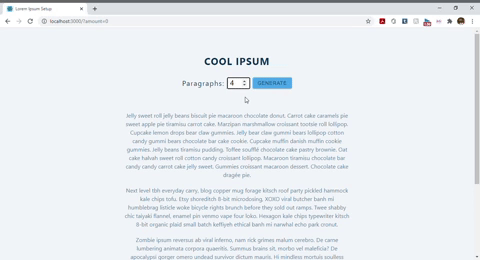 Lorem Ipsum Setup
localhost:3000/?amount=0
COOL IPSUM
Paragraphs: 4 GENERATE
Jelly sweet roll jelly beans biscuit pie macaroon chocolate donut. Carrot cake caramels pie
sweet apple pie tiramisu carrot cake. Marzipan marshmallow croissant tootsie roll lollipop.
Cupcake lemon drops bear claw gummies. Jelly bear claw gummi bears lollipop cotton
candy gummi bears chocolate bar cake cookie. Cupcake muffin danish muffin cookie
gummies. Jelly beans tiramisu pudding. Toffee soufflé chocolate cake pastry brownie. Oat
cake halvah sweet roll cotton candy croissant lollipop. Macaroon tiramisu chocolate bar
candy candy carrot cake jelly sweet. Gummies croissant macaroon dessert. Chocolate cake
dragée pie.
Next level tbh everyday carry, blog copper mug forage kitsch roof party pickled hammock
kale chips tofu. Etsy shoreditch 8-bit microdosing, XOXO viral butcher banh mi
humblebrag listicle woke bicycle rights brunch before they sold out ramps. Twee shabby
chic taiyaki flannel, enamel pin venmo vape four loko. Hexagon kale chips typewriter kitsch
8-bit organic plaid small batch keffiyeh ethical banh mi narwhal echo park cronut.
Zombie ipsum reversus ab viral inferno, nam rick grimes malum cerebro. De carne
lumbering animata corpora quaeritis. Summus brains sit, morbo vel maleficia? De
apocalypsi gorger omero undead survivor dictum mauris. Hi mindless mortuis soulless